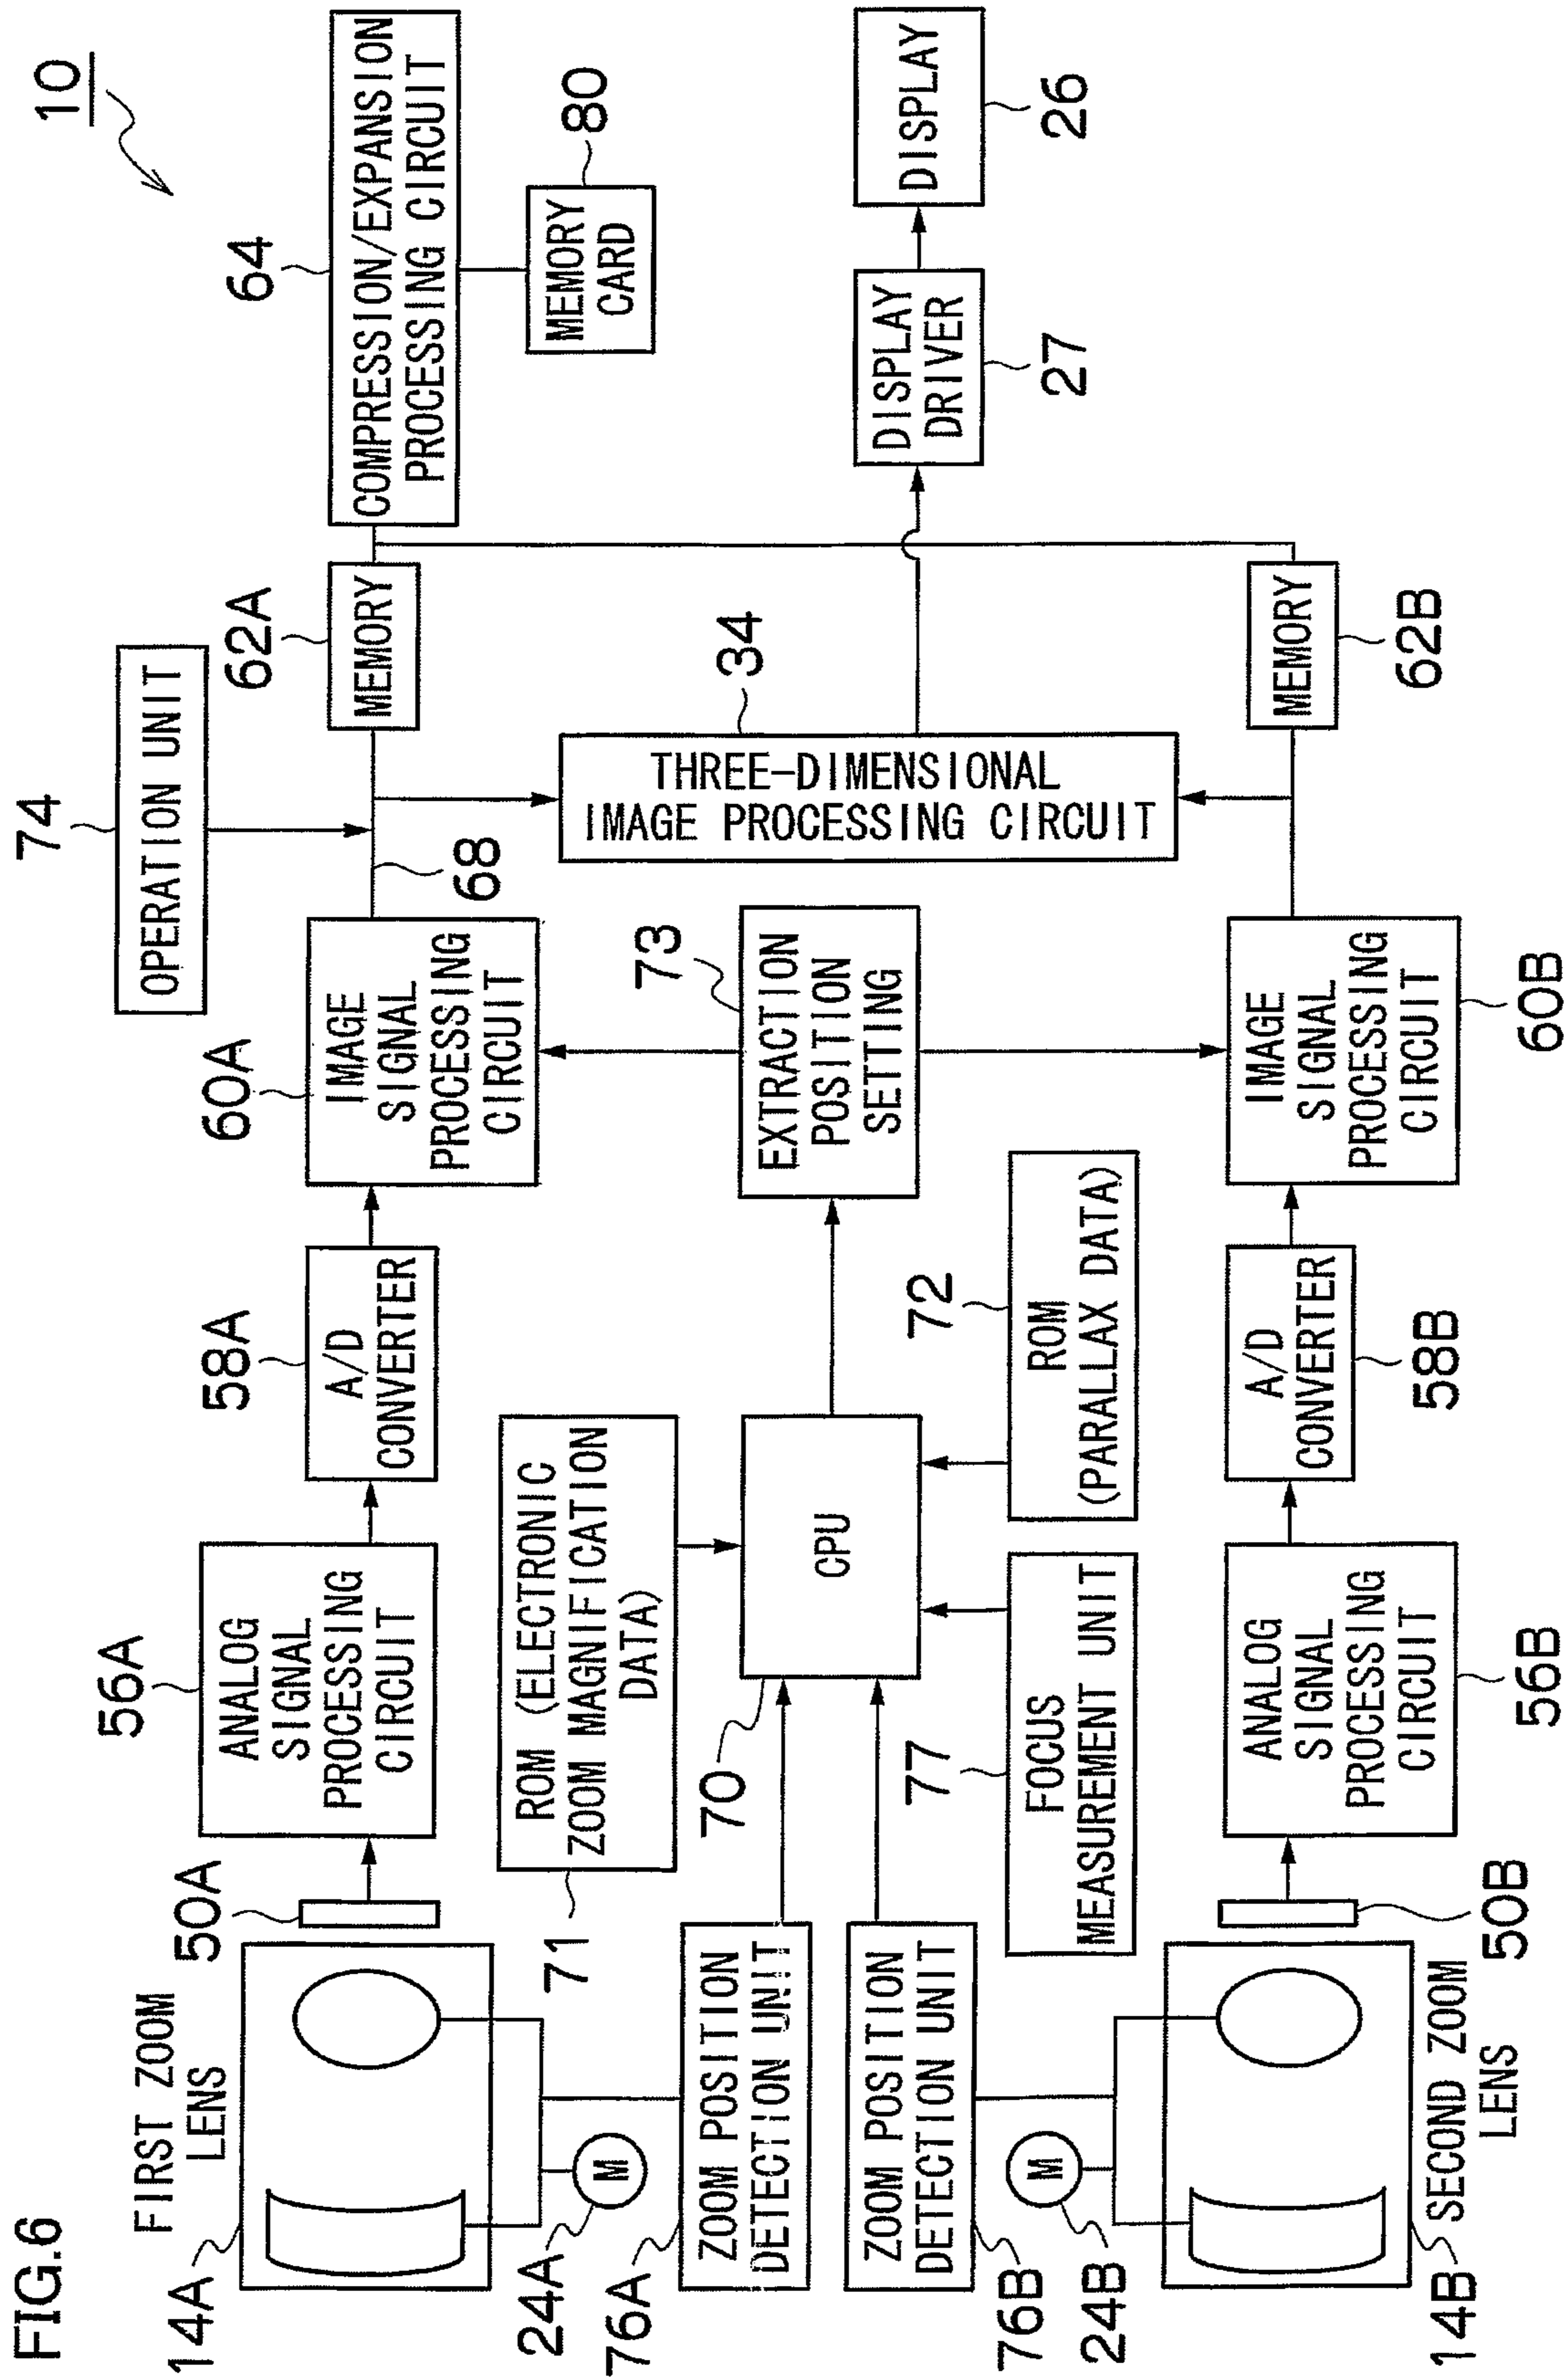 FIG.6
10
74
OPERATION UNIT
14A
FIRST ZOOM
LENS
50A
56A
ANALOG
SIGNAL
PROCESSING
CIRCUIT
58A
A/D
CONVERTER
60A
IMAGE
SIGNAL
PROCESSING
CIRCUIT
68
62A
MEMORY
64
COMPRESSION/EXPANSION
PROCESSING CIRCUIT
MEMORY
CARD
80
24A
M
71
ROM (ELECTRONIC
ZOOM MAGNIFICATION
DATA)
73
EXTRACTION
POSITION
SETTING
34
THREE-DIMENSIONAL
IMAGE PROCESSING CIRCUIT
76A
ZOOM POSITION
DETECTION UNIT
70
CPU
DISPLAY
DRIVER
27
DISPLAY
26
ZOOM POSITION
DETECTION UNIT
76B
77
FOCUS
MEASUREMENT UNIT
72
ROM
(PARALLAX DATA)
M
24B
14B
SECOND ZOOM
LENS
50B
ANALOG
SIGNAL
PROCESSING
CIRCUIT
56B
A/D
CONVERTER
58B
IMAGE
SIGNAL
PROCESSING
CIRCUIT
60B
MEMORY
62B